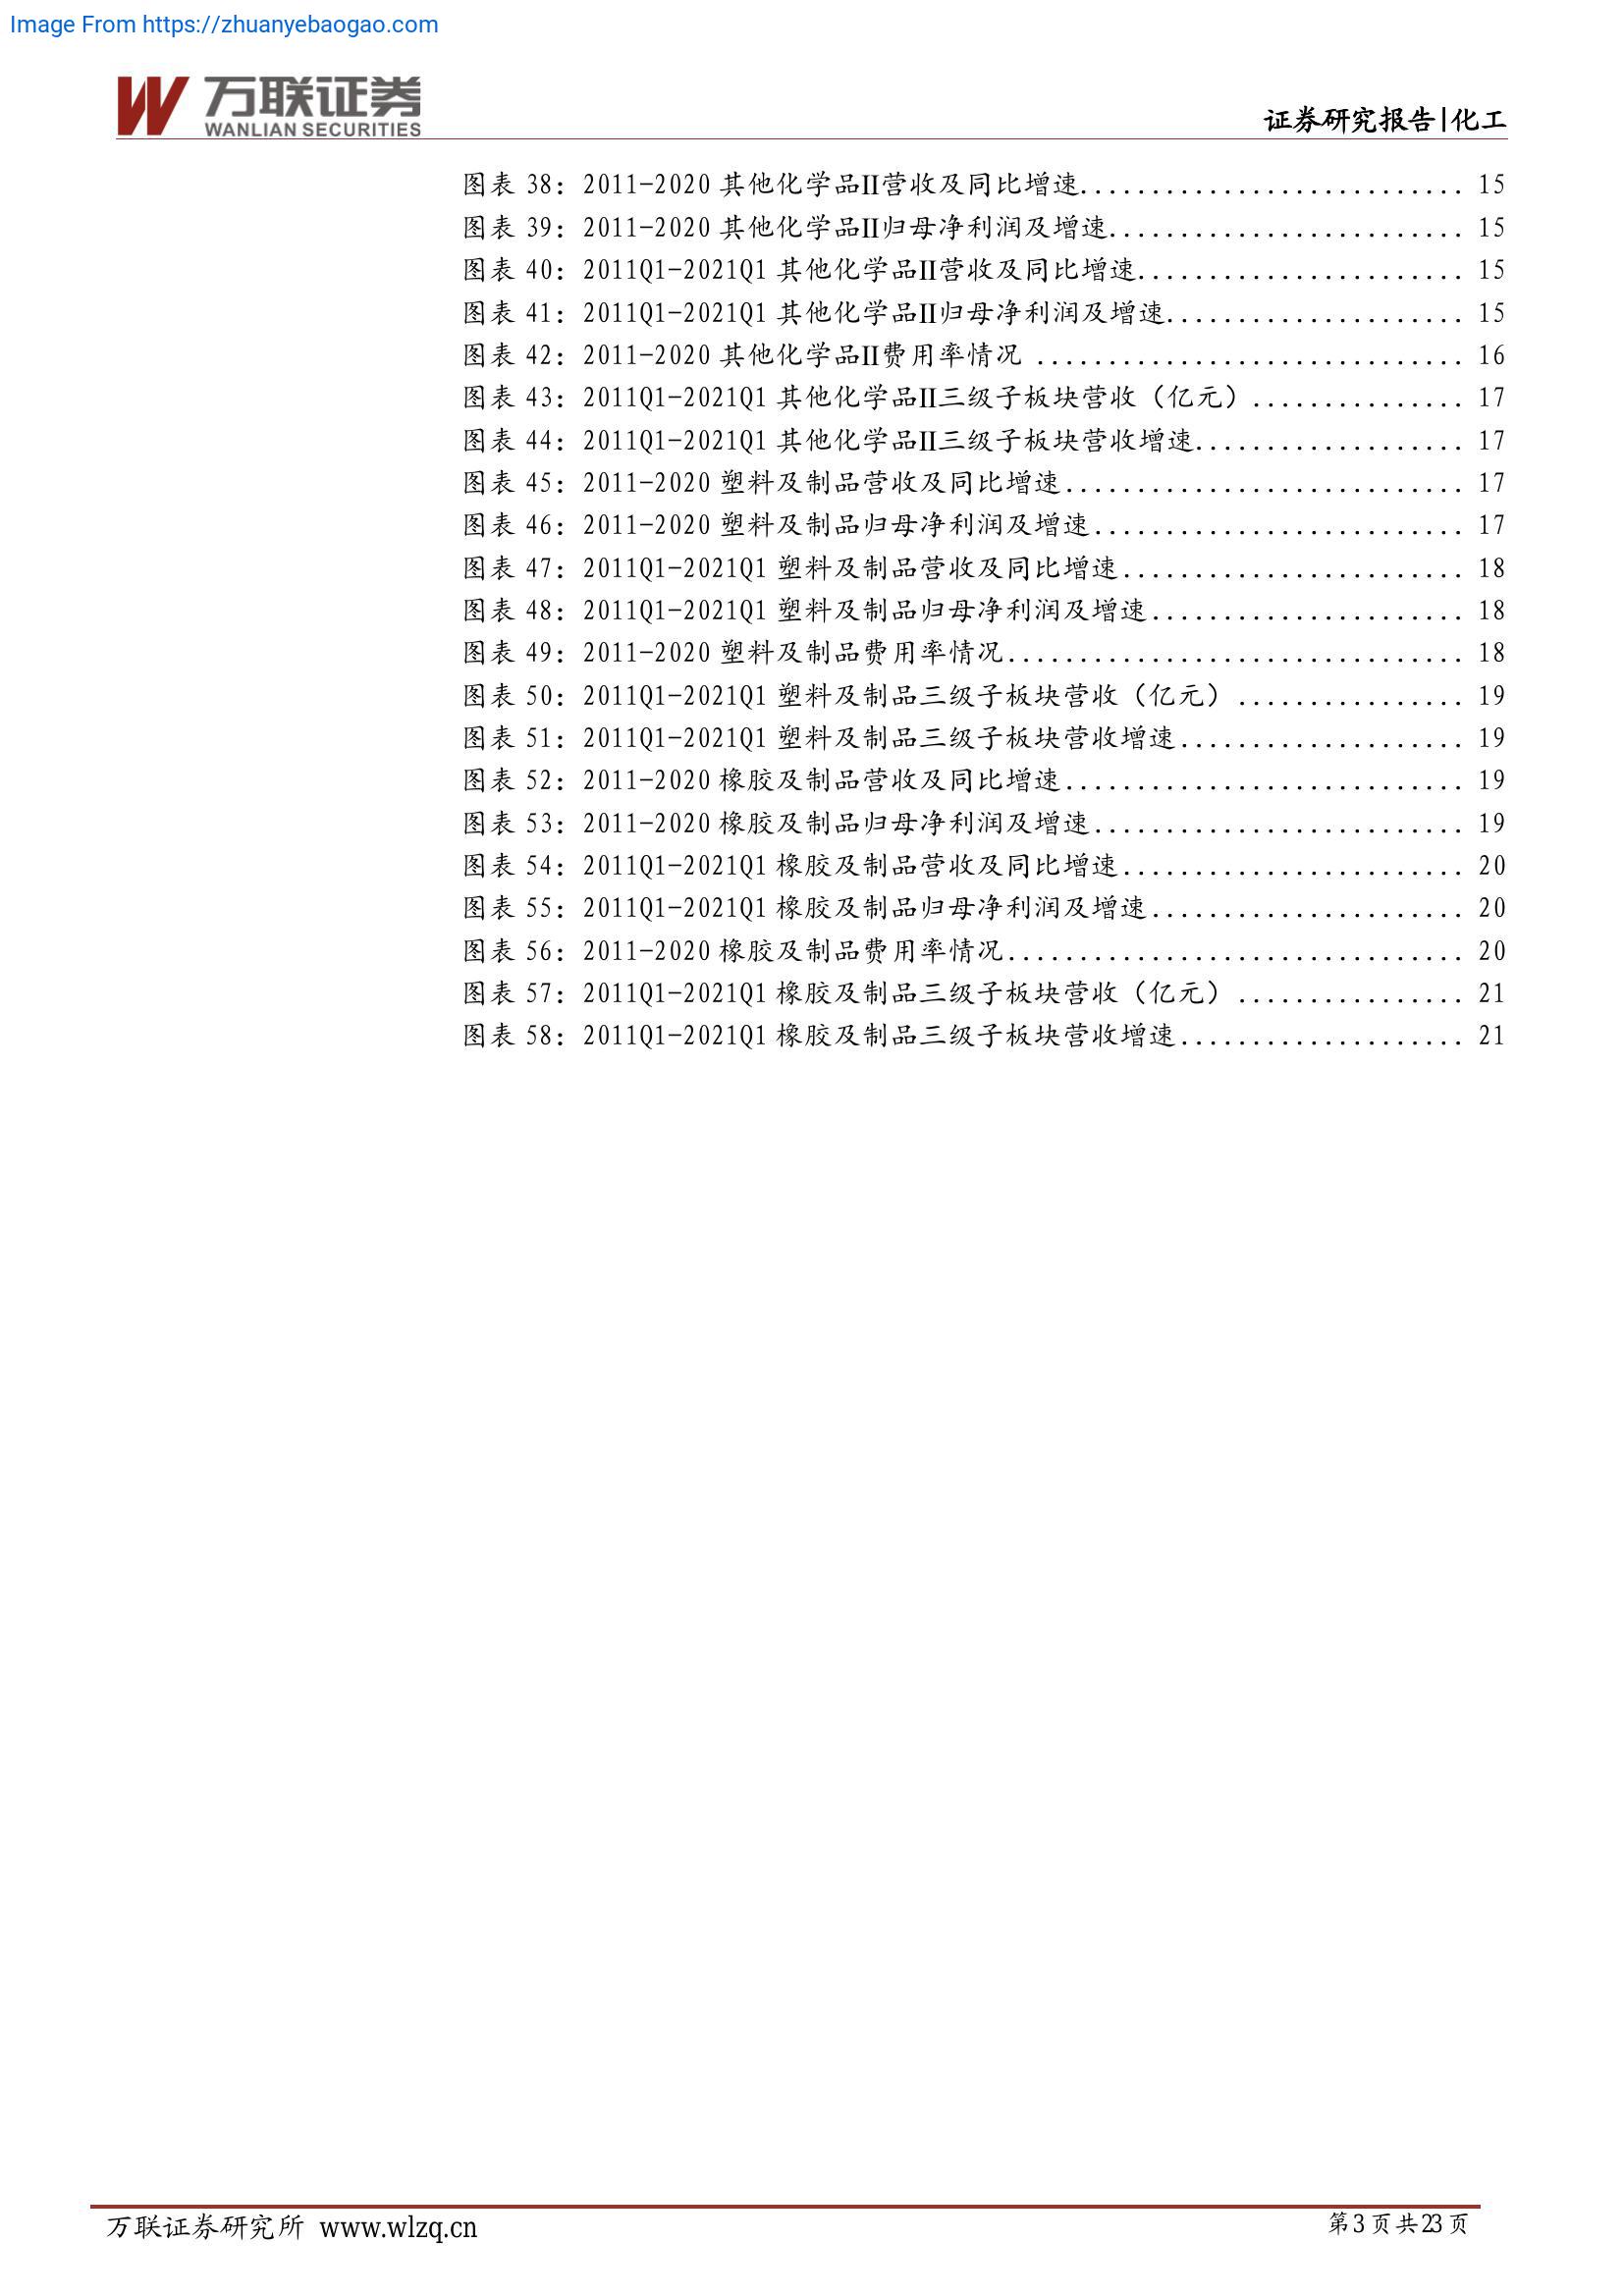 Image From https://zhuanyebaogao.com
万联证券
WANLIAN SECURITIES
证券研究报告|化工
图表 38：2011-2020 其他化学品II营收及同比增速........................... 15
图表 39：2011-2020 其他化学品II归母净利润及增速......................... 15
图表 40：2011Q1-2021Q1 其他化学品II营收及同比增速....................... 15
图表 41：2011Q1-2021Q1 其他化学品II归母净利润及增速..................... 15
图表 42：2011-2020 其他化学品II费用率情况 .............................. 16
图表 43：2011Q1-2021Q1 其他化学品II三级子板块营收（亿元）............... 17
图表 44：2011Q1-2021Q1 其他化学品II三级子板块营收增速................... 17
图表 45：2011-2020 塑料及制品营收及同比增速............................ 17
图表 46：2011-2020 塑料及制品归母净利润及增速.......................... 17
图表 47：2011Q1-2021Q1 塑料及制品营收及同比增速........................ 18
图表 48：2011Q1-2021Q1 塑料及制品归母净利润及增速...................... 18
图表 49：2011-2020 塑料及制品费用率情况................................ 18
图表 50：2011Q1-2021Q1 塑料及制品三级子板块营收（亿元）................ 19
图表 51：2011Q1-2021Q1 塑料及制品三级子板块营收增速.................... 19
图表 52：2011-2020 橡胶及制品营收及同比增速............................ 19
图表 53：2011-2020 橡胶及制品归母净利润及增速.......................... 19
图表 54：2011Q1-2021Q1 橡胶及制品营收及同比增速........................ 20
图表 55：2011Q1-2021Q1 橡胶及制品归母净利润及增速...................... 20
图表 56：2011-2020 橡胶及制品费用率情况................................ 20
图表 57：2011Q1-2021Q1 橡胶及制品三级子板块营收（亿元）................ 21
图表 58：2011Q1-2021Q1 橡胶及制品三级子板块营收增速.................... 21
万联证券研究所 www.wlzq.cn
第 3 页 共 23 页